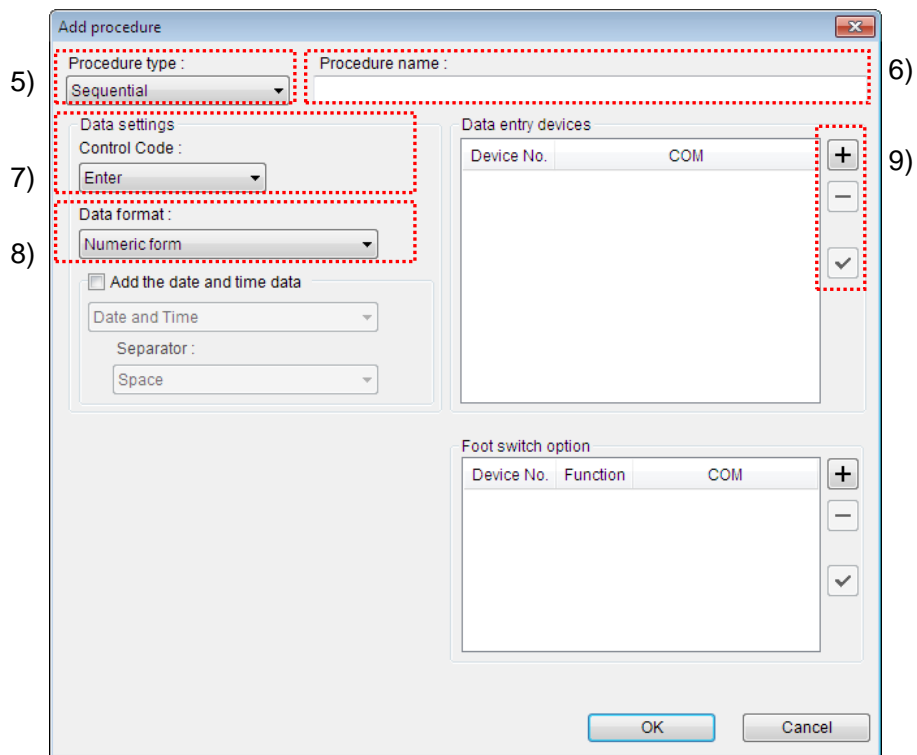 Add procedure
5)
Procedure type :
Sequential
Procedure name :
6)
Data settings
7)
Control Code :
Enter
8)
Data format :
Numeric form
Add the date and time data
Date and Time
Separator :
Space
Data entry devices
Device No. COM
+
−
✓
9)
Foot switch option
Device No. Function COM
+
−
✓
OK Cancel